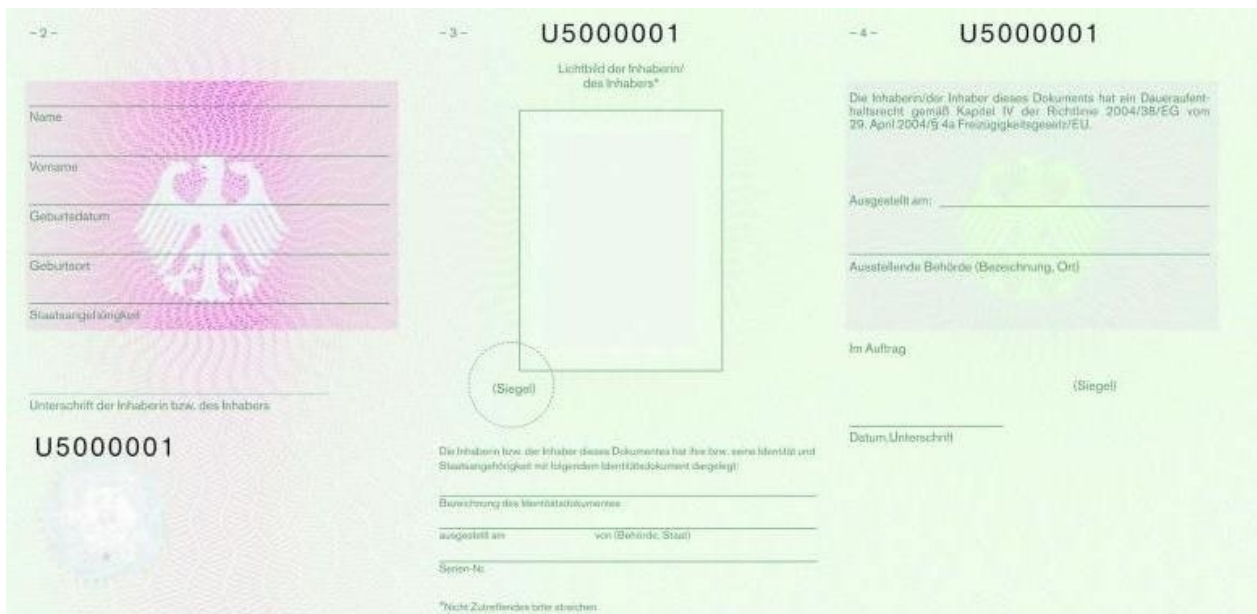 – 2 –
Name
Vorname
Geburtsdatum
Geburtsort
Staatsangehörigkeit
Unterschrift der Inhaberin bzw. des Inhabers
U5000001
– 3 –
U5000001
Lichtbild der Inhaberin/
des Inhabers*
(Siegel)
Die Inhaberin bzw. der Inhaber dieses Dokumentes hat ihre bzw. seine Identität und
Staatsangehörigkeit mit folgendem Identitätsdokument dargelegt:
Bezeichnung des Identitätsdokumentes
ausgestellt am von (Behörde, Staat)
Serien-Nr.
*Nicht Zutreffendes bitte streichen
– 4 –
U5000001
Die Inhaberin/der Inhaber dieses Dokuments hat ein Daueraufent-
haltsrecht gemäß Kapitel IV der Richtlinie 2004/38/EG vom
29. April 2004/§ 4a Freizügigkeitsgesetz/EU.
Ausgestellt am:
Ausstellende Behörde (Bezeichnung, Ort)
Im Auftrag
(Siegel)
Datum, Unterschrift